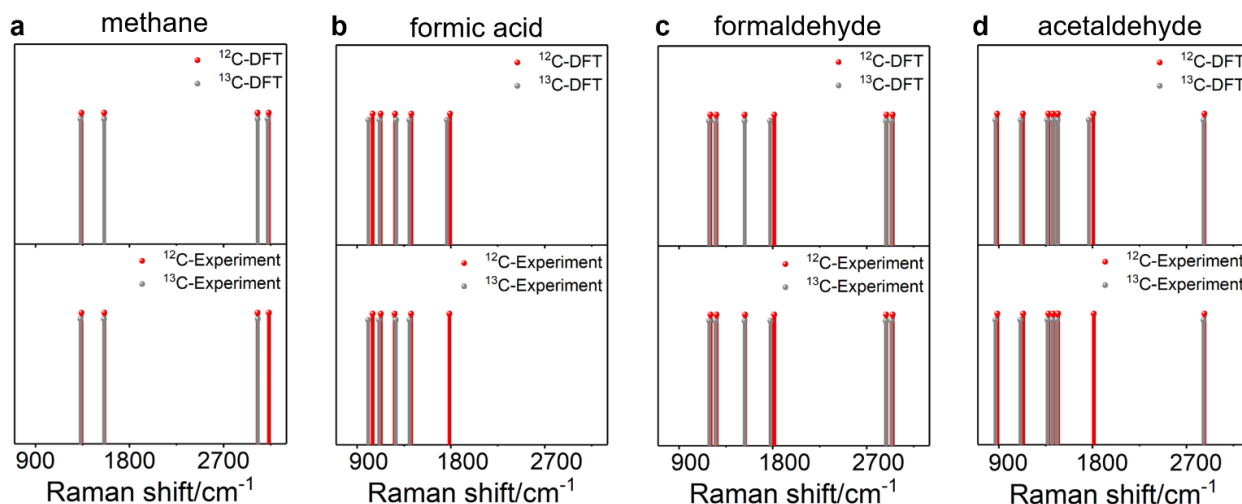 a methane
¹²C-DFT
¹³C-DFT
¹²C-Experiment
¹³C-Experiment
900 1800 2700
Raman shift/cm⁻¹
b formic acid
¹²C-DFT
¹³C-DFT
¹²C-Experiment
¹³C-Experiment
900 1800 2700
Raman shift/cm⁻¹
c formaldehyde
¹²C-DFT
¹³C-DFT
¹²C-Experiment
¹³C-Experiment
900 1800 2700
Raman shift/cm⁻¹
d acetaldehyde
¹²C-DFT
¹³C-DFT
¹²C-Experiment
¹³C-Experiment
900 1800 2700
Raman shift/cm⁻¹